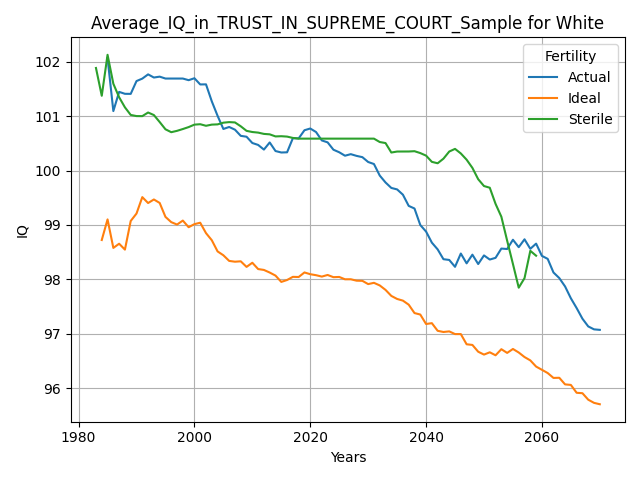 Average_IQ_in_TRUST_IN_SUPREME_COURT_Sample for White
Fertility
Actual
Ideal
Sterile
IQ
102
101
100
99
98
97
96
1980
2000
2020
2040
2060
Years